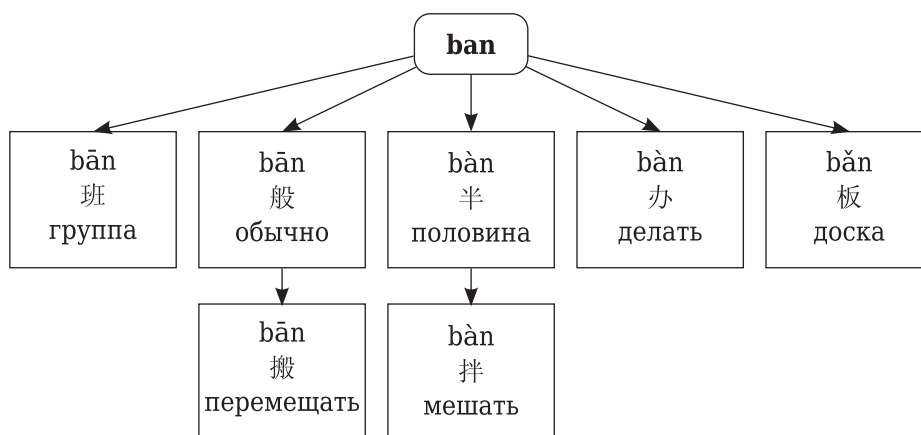 ban
bān
班
группа
bān
般
обычно
bàn
半
половина
bàn
办
делать
bǎn
板
доска
bān
搬
перемещать
bàn
拌
мешать